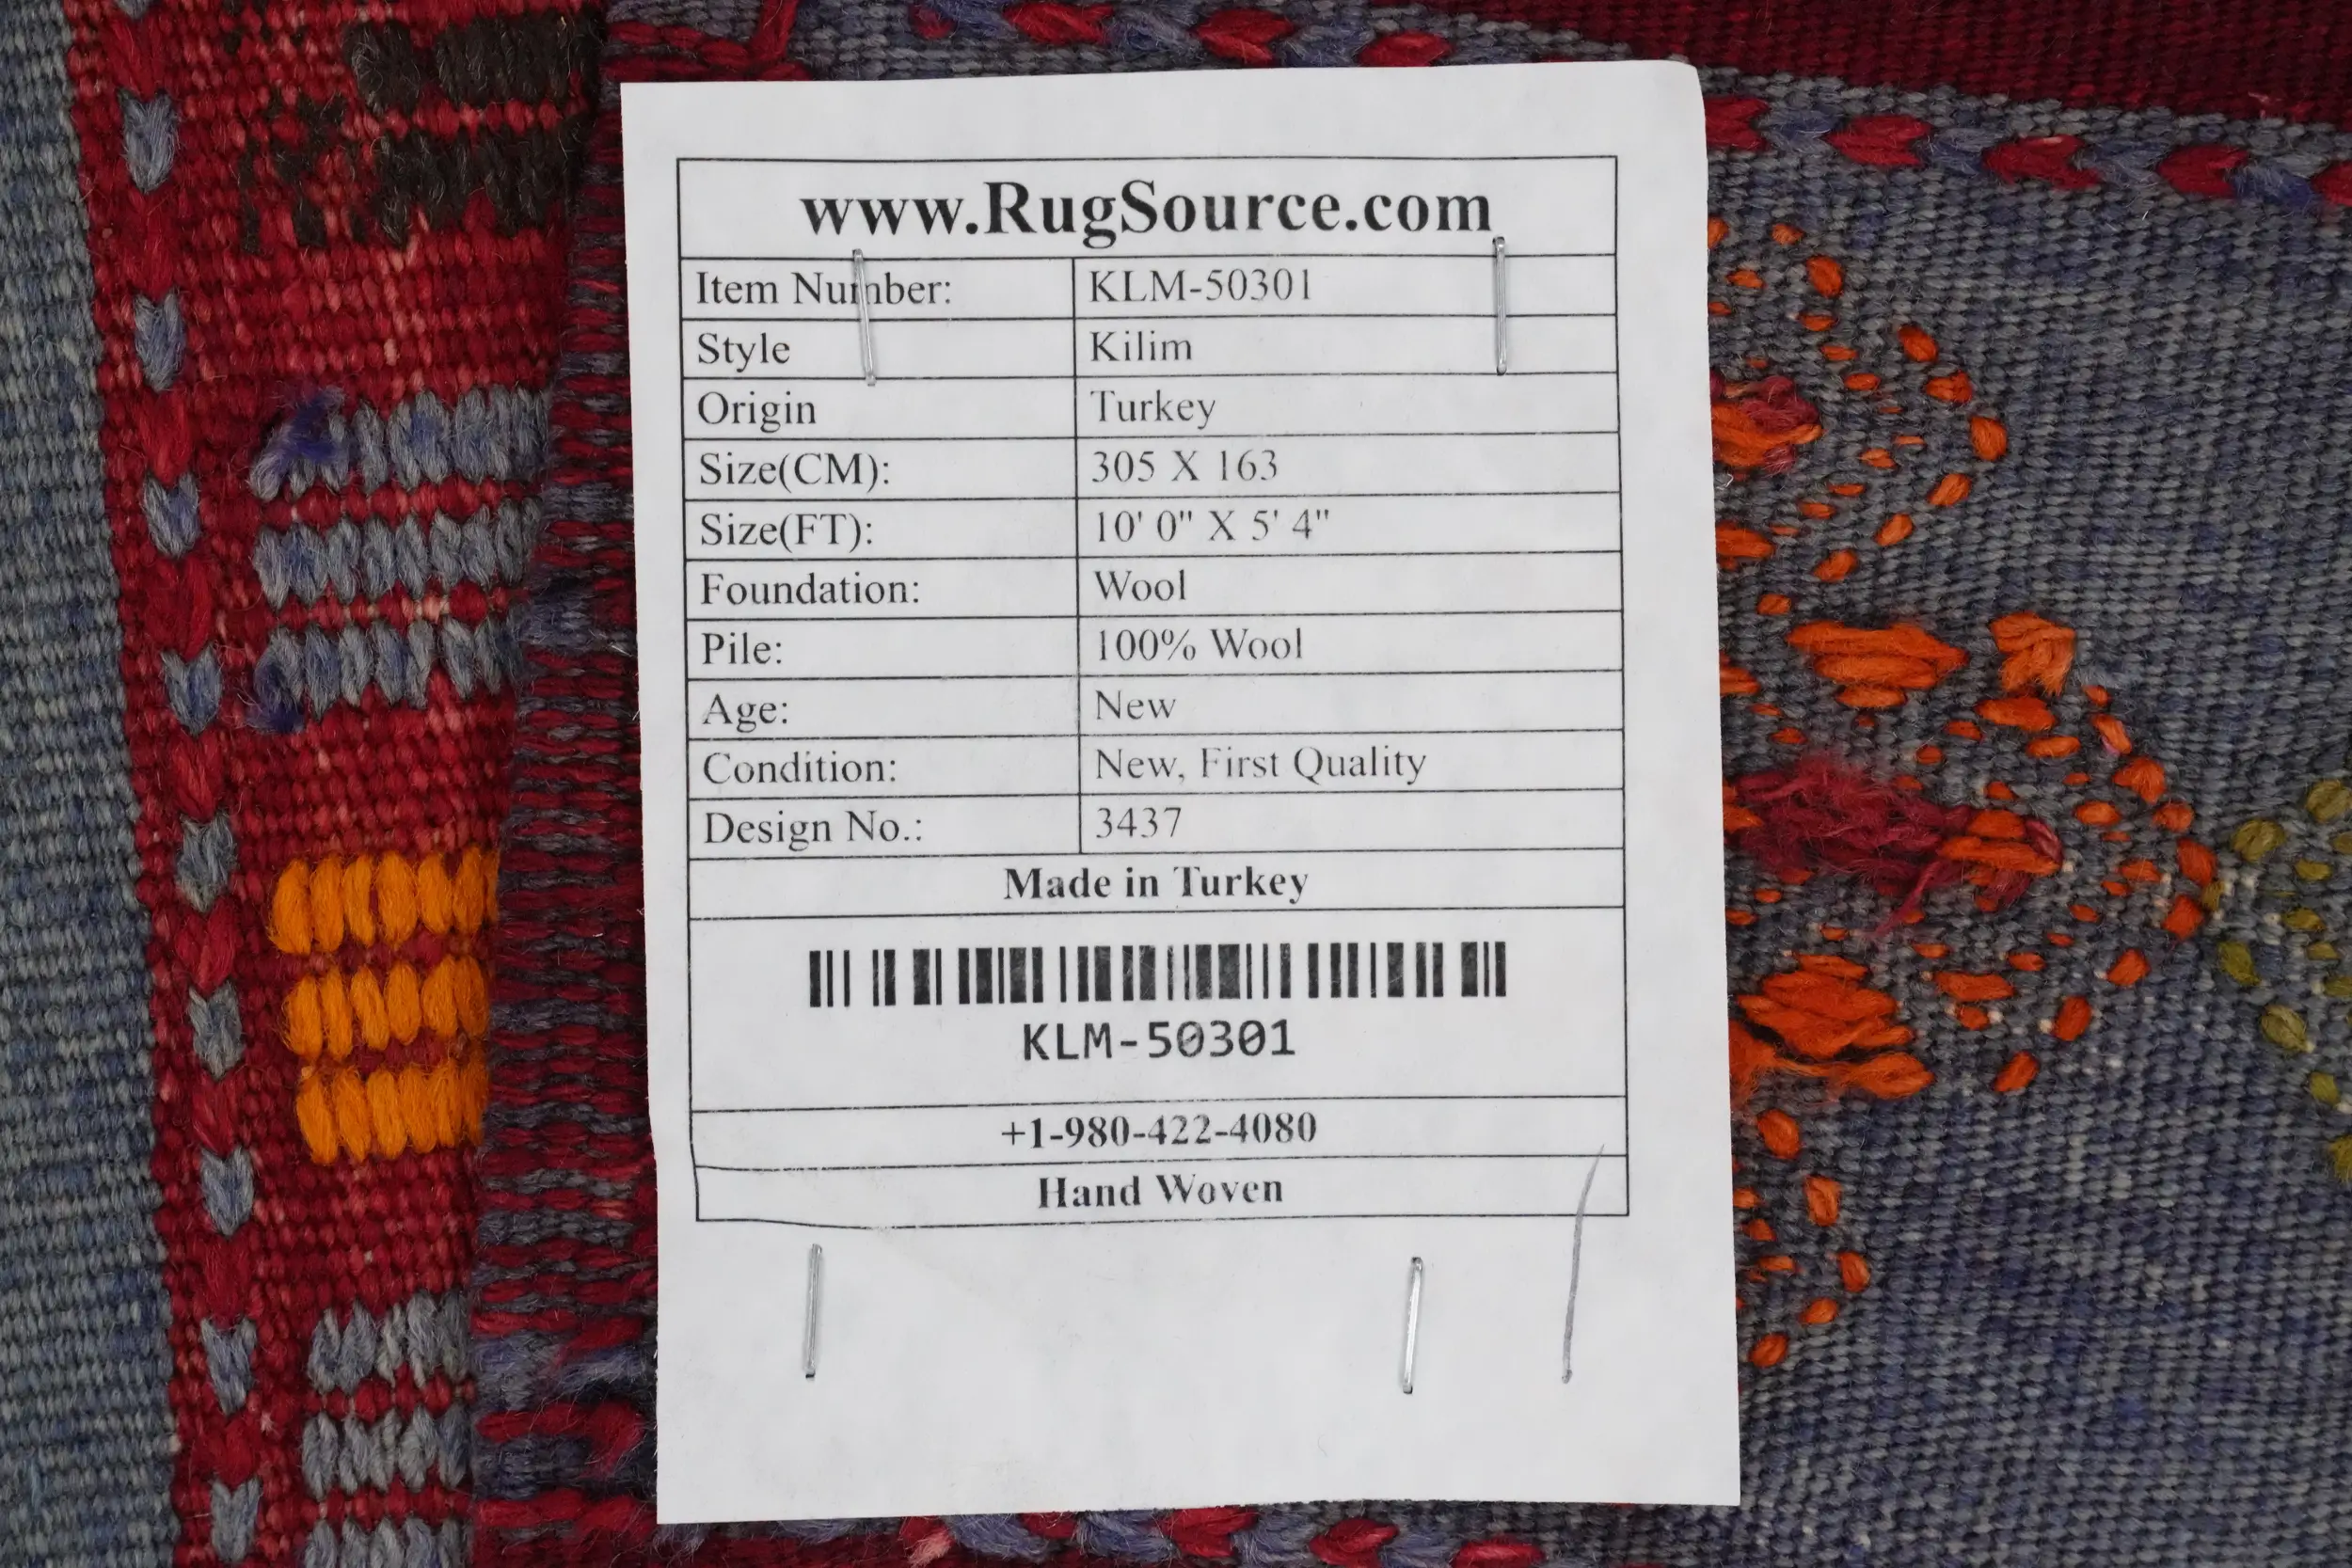 www.RugSource.com
Item Number: KLM-50301
Style Kilim
Origin Turkey
Size(CM): 305 X 163
Size(FT): 10' 0" X 5' 4"
Foundation: Wool
Pile: 100% Wool
Age: New
Condition: New, First Quality
Design No.: 3437
Made in Turkey
KLM-50301
+1-980-422-4080
Hand Woven